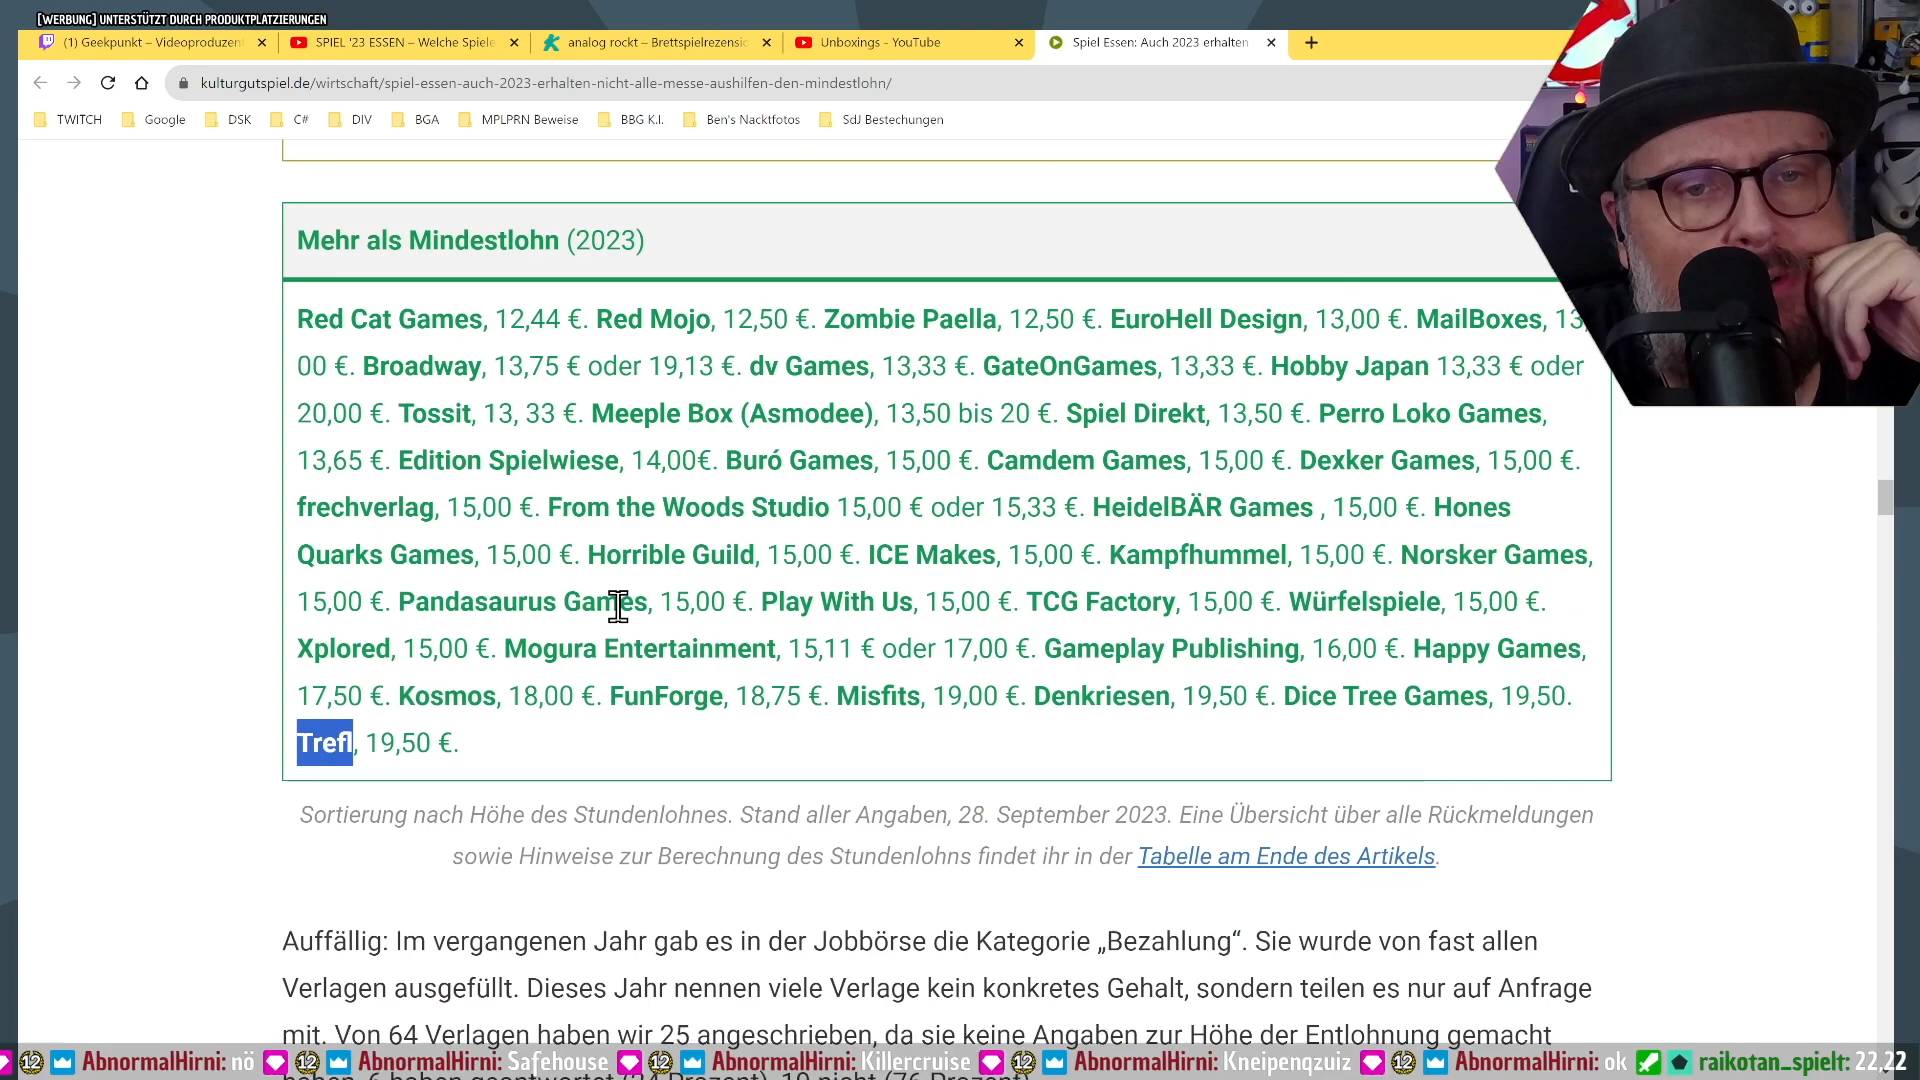 [WERBUNG] UNTERSTÜTZT DURCH PRODUKTPLATZIERUNGEN
(1) Geekpunkt – Videoproduzent
SPIEL '23 ESSEN – Welche Spiele
analog rockt – Brettspielrezensio
Unboxings - YouTube
Spiel Essen: Auch 2023 erhalten
kulturgutspiel.de/wirtschaft/spiel-essen-auch-2023-erhalten-nicht-alle-messe-aushilfen-den-mindestlohn/
TWITCH Google DSK C# DIV BGA MPLPRN Beweise BBG K.I. Ben's Nacktfotos SdJ Bestechungen
Mehr als Mindestlohn (2023)
Red Cat Games, 12,44 €. Red Mojo, 12,50 €. Zombie Paella, 12,50 €. EuroHell Design, 13,00 €. MailBoxes, 13,
00 €. Broadway, 13,75 € oder 19,13 €. dv Games, 13,33 €. GateOnGames, 13,33 €. Hobby Japan 13,33 € oder
20,00 €. Tossit, 13, 33 €. Meeple Box (Asmodee), 13,50 bis 20 €. Spiel Direkt, 13,50 €. Perro Loko Games,
13,65 €. Edition Spielwiese, 14,00€. Buró Games, 15,00 €. Camdem Games, 15,00 €. Dexker Games, 15,00 €.
frechverlag, 15,00 €. From the Woods Studio 15,00 € oder 15,33 €. HeidelBÄR Games , 15,00 €. Hones
Quarks Games, 15,00 €. Horrible Guild, 15,00 €. ICE Makes, 15,00 €. Kampfhummel, 15,00 €. Norsker Games,
15,00 €. Pandasaurus Games, 15,00 €. Play With Us, 15,00 €. TCG Factory, 15,00 €. Würfelspiele, 15,00 €.
Xplored, 15,00 €. Mogura Entertainment, 15,11 € oder 17,00 €. Gameplay Publishing, 16,00 €. Happy Games,
17,50 €. Kosmos, 18,00 €. FunForge, 18,75 €. Misfits, 19,00 €. Denkriesen, 19,50 €. Dice Tree Games, 19,50.
Trefl, 19,50 €.
Sortierung nach Höhe des Stundenlohnes. Stand aller Angaben, 28. September 2023. Eine Übersicht über alle Rückmeldungen
sowie Hinweise zur Berechnung des Stundenlohns findet ihr in der Tabelle am Ende des Artikels.
Auffällig: Im vergangenen Jahr gab es in der Jobbörse die Kategorie „Bezahlung“. Sie wurde von fast allen
Verlagen ausgefüllt. Dieses Jahr nennen viele Verlage kein konkretes Gehalt, sondern teilen es nur auf Anfrage
mit. Von 64 Verlagen haben wir 25 angeschrieben, da sie keine Angaben zur Höhe der Entlohnung gemacht
AbnormalHirni: nö AbnormalHirni: Safehouse AbnormalHirni: Killercruise AbnormalHirni: Kneipenqzuiz AbnormalHirni: ok raikotan_spielt: 22,22